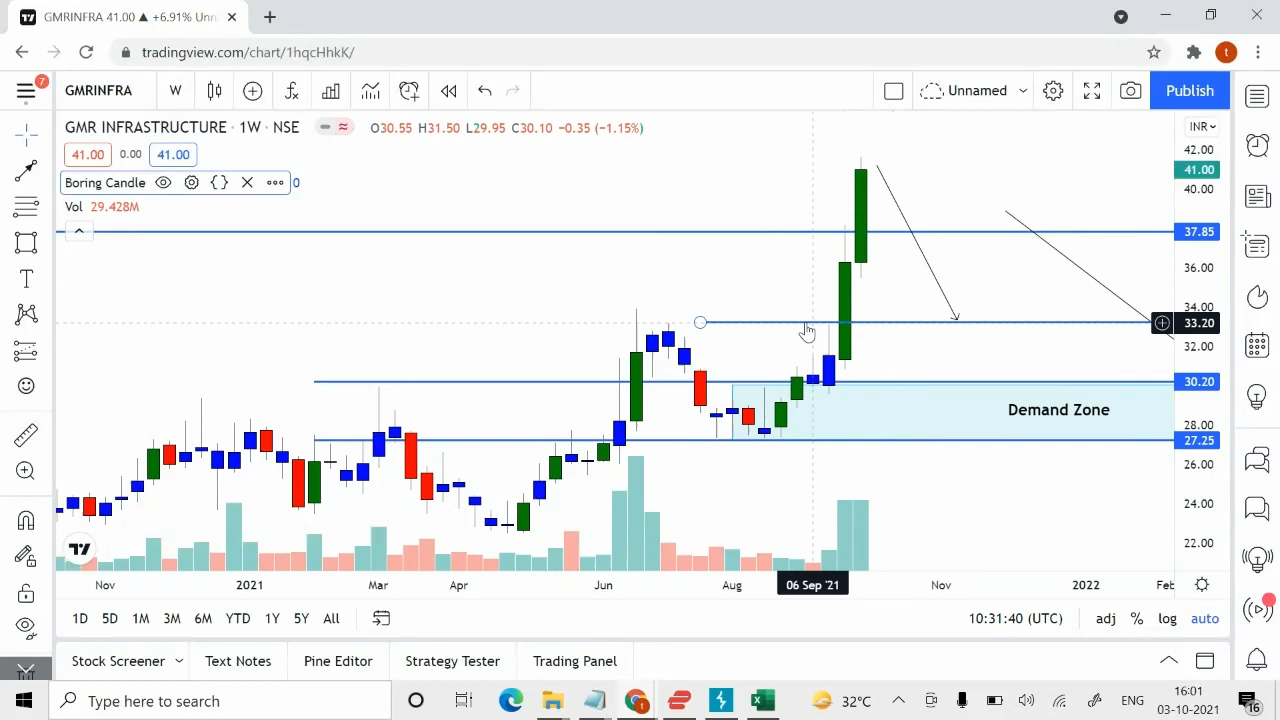 GMRINFRA 41.00 ▲ +6.91% Unn
tradingview.com/chart/1hqcHhkK/
t
7
GMRINFRA
W
Unnamed
Publish
GMR INFRASTRUCTURE · 1W · NSE
O30.55 H31.50 L29.95 C30.10 -0.35 (-1.15%)
INR
41.00 0.00 41.00
Boring Candle
0
Vol 29.428M
42.00
41.00
40.00
37.85
36.00
34.00
33.20
32.00
30.20
28.00
27.25
26.00
24.00
22.00
Demand Zone
Nov 2021 Mar Apr Jun Aug 06 Sep '21 Nov 2022 Feb
1D 5D 1M 3M 6M YTD 1Y 5Y All
10:31:40 (UTC) adj % log auto
Stock Screener Text Notes Pine Editor Strategy Tester Trading Panel
Type here to search
32°C
ENG
16:01
03-10-2021
16